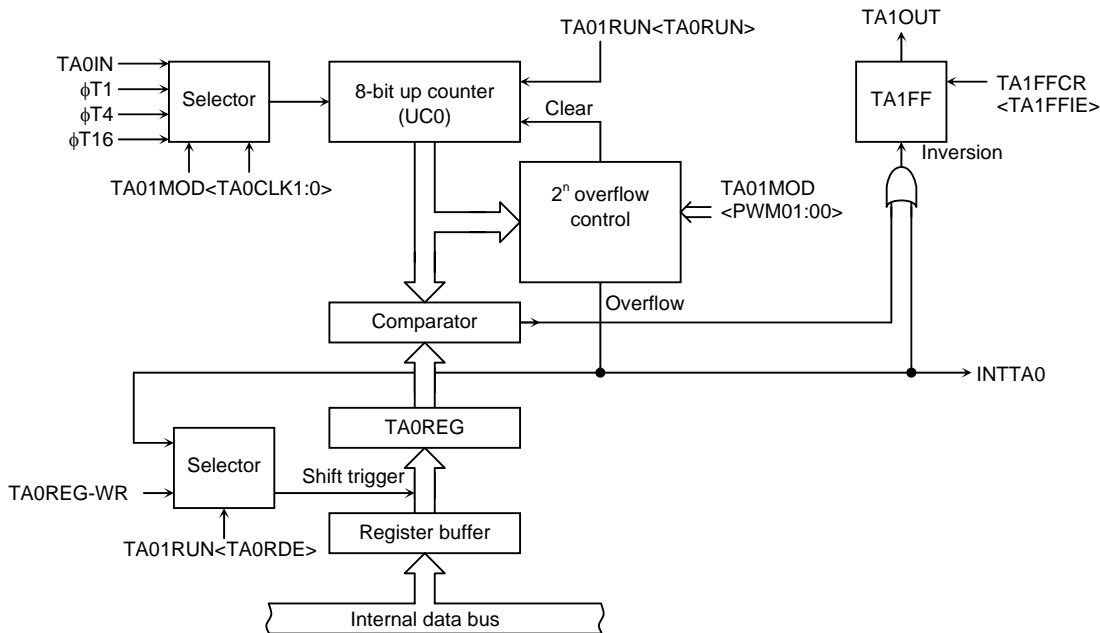 TA1OUT
TA01RUN<TA0RUN>
TA0IN
ϕT1
ϕT4
ϕT16
Selector
8-bit up counter
(UC0)
TA1FF
TA1FFCR
<TA1FFIE>
Clear
Inversion
TA01MOD<TA0CLK1:0>
2ⁿ overflow
control
TA01MOD
<PWM01:00>
Overflow
Comparator
INTTA0
TA0REG
Selector
Shift trigger
TA0REG-WR
Register buffer
TA01RUN<TA0RDE>
Internal data bus